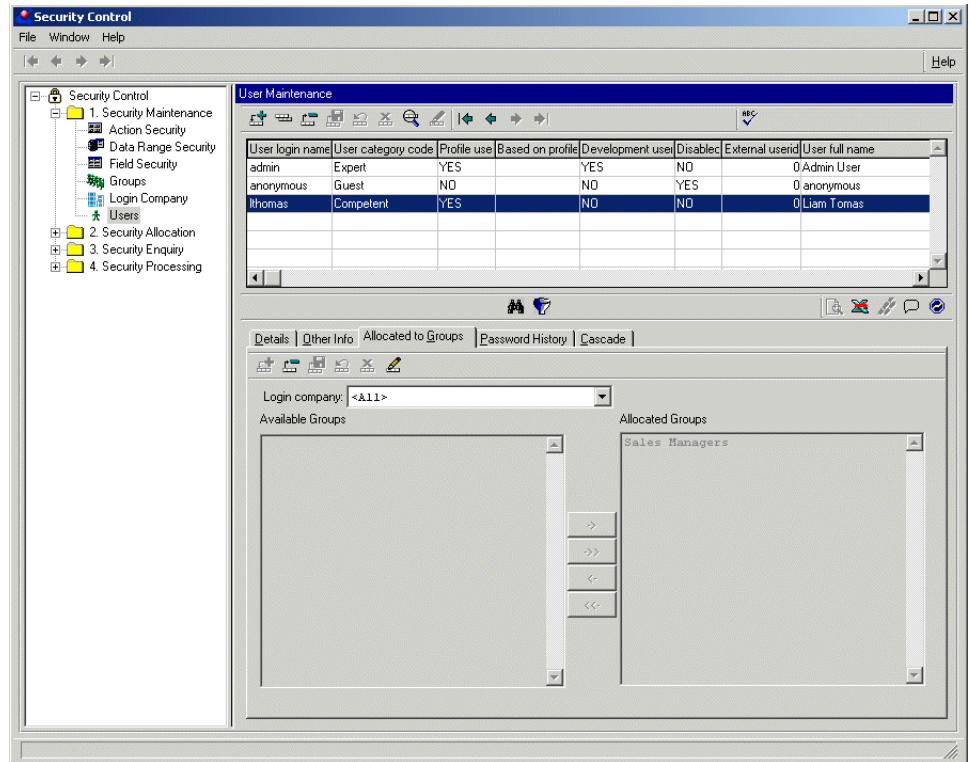 Security Control
File Window Help
Help
Security Control
1. Security Maintenance
Action Security
Data Range Security
Field Security
Groups
Login Company
Users
2. Security Allocation
3. Security Enquiry
4. Security Processing
User Maintenance
ABC
User login name User category code Profile use Based on profile Development user Disabled External userid User full name
admin Expert YES YES NO 0 Admin User
anonymous Guest NO NO YES 0 anonymous
lthomas Competent YES NO NO 0 Liam Tomas
Details Other Info Allocated to Groups Password History Cascade
Login company: <All>
Available Groups Allocated Groups
Sales Managers
->
->>
<-
<<-